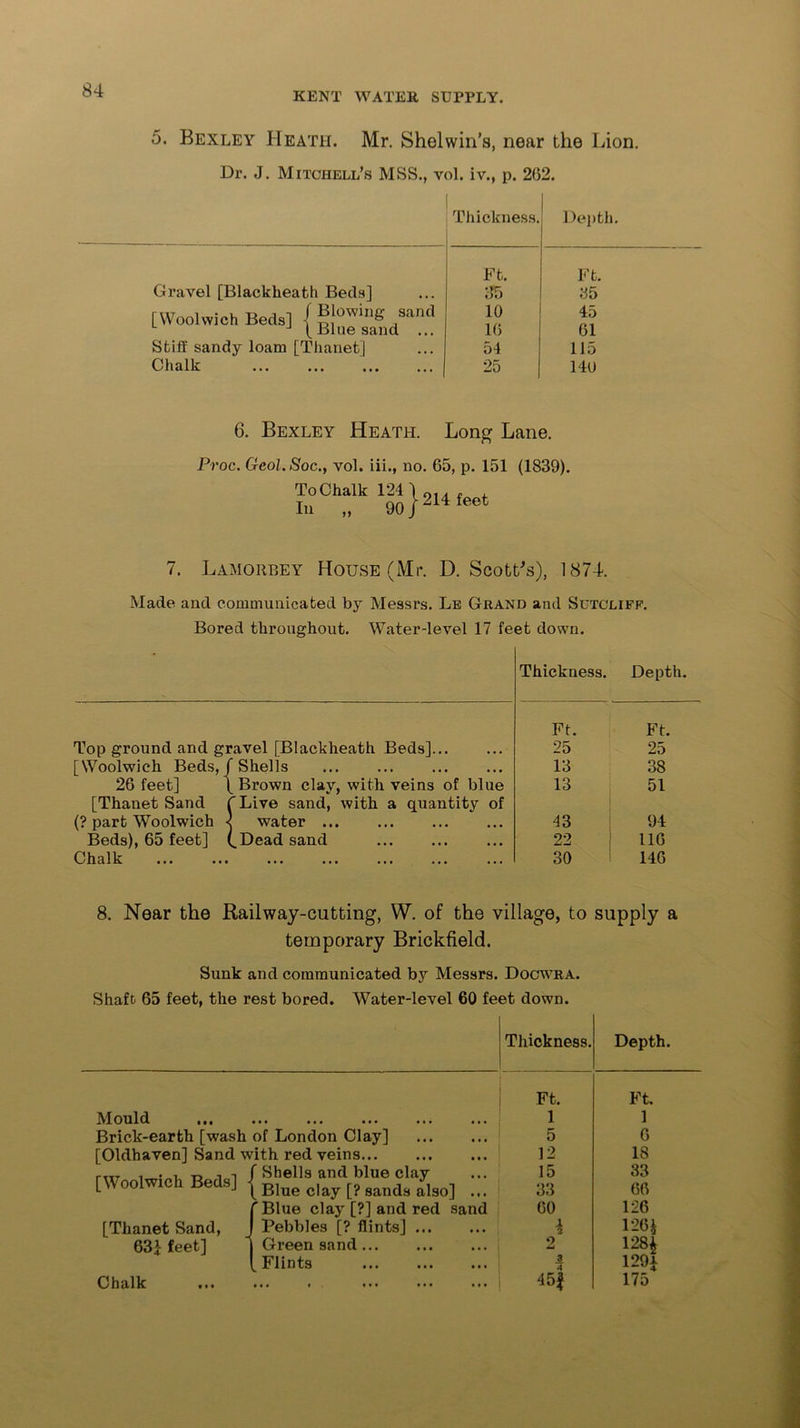 84
KENT WATER SUPPLY.
5. BEXLEY HEATH. Mr. Shelwin's, near the Lion.
Dr. J. MITCHELL'S MSS., vol. iv., p. 262.
Thickness. Depth.
Ft. Ft.
Gravel [Blackheath Beds] ... 35 35
[Woolwich Beds] { Blowing sand 10 45
Blue sand ... 16 61
Stiff sandy loam [Thanet] ... 54 115
Chalk ... ... ... ... 25 140
6. BEXLEY HEATH. Long Lane.
Proc. Geol. Soc., vol. iii., no. 65, p. 151 (1839).
To Chalk 124 } 214 feet
In „ 90
7. LAMORBEY HOUSE (Mr. D. Scott's), 1874.
Made and communicated by Messrs. LE GRAND and SUTCLIFF.
Bored throughout. Water-level 17 feet down.
Thickness. Depth.
Ft. Ft.
Top ground and gravel [Blackheath Beds]... ... 25 25
[Woolwich Beds, { Shells ... ... ... ... 13 38
26 feet] Brown clay, with veins of blue 13 51
[Thanet Sand { Live sand, with a quantity of
(? part Woolwich water ... ... ... ... 43 94
Beds), 65 feet] Dead sand ... ... ... 22 116
Chalk ... ... ... ... ... ... ... 30 146
8. Near the Railway-cutting, W. of the village, to supply a
temporary Brickfield.
Sunk and communicated by Messrs. DOCWRA.
Shaft 65 feet, the rest bored. Water-level 60 feet down.
Thickness. Depth.
Ft. Ft.
Mould ... ... ... ... ... ... 1 1
Brick-earth [wash of London Clay] ... ... 5 6
[Oldhaven] Sand with red veins... ... ... 12 18
[Woolwich Beds] { Shells and blue clay ... 15 33
Blue clay [? sands also] ... 33 66
{ Blue clay [?] and red sand 60 126
[Thanet Sand, Pebbles [? flints] ... ... ½ 126½
63¼ feet] Green sand ... ... ... 2 128½
Flints ... ... ... ¾ 129¼
Chalk ... ... . ... ... ... 45¾ 175